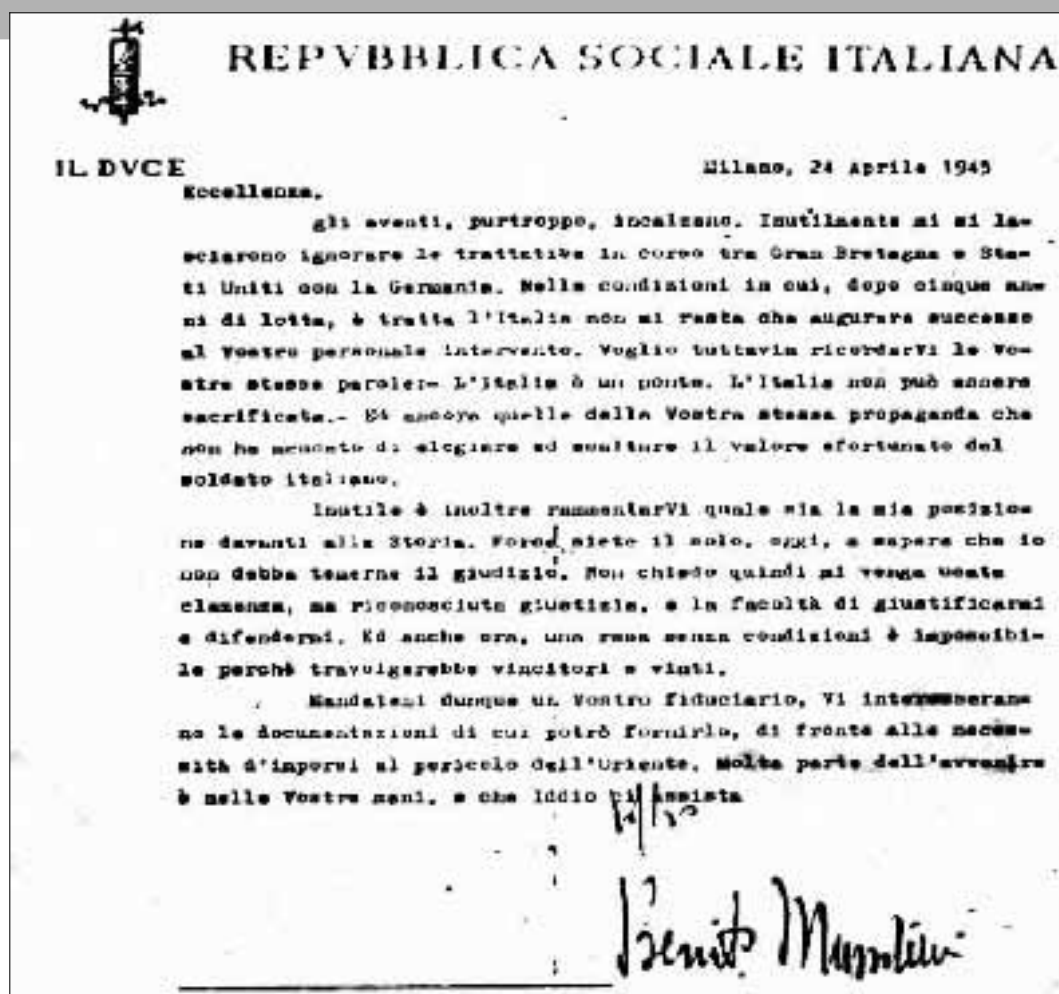 REPVBBLICA SOCIALE ITALIANA
IL DVCE
Milano, 24 Aprile 1945
Eccellenza,
gli eventi, purtroppo, incalzano. Inutilmente mi si la-
sciarono ignorare le trattative in corso tra Gran Bretagna e Sta-
ti Uniti con la Germania. Nelle condizioni in cui, dopo cinque an-
ni di lotta, è tratta l'Italia non mi resta che augurare successo
al Vostro personale intervento. Voglio tuttavia ricordarVi le Vo-
stre stesse parole:- L'Italia è un ponte. L'Italia non può essere
sacrificata.- Ed ancora quelle della Vostra stessa propaganda che
non ha mancato di elogiare ed esaltare il valore sfortunato del
soldato italiano.
Inutile è inoltre rammentarVi quale sia la mia posizio-
ne davanti alla Storia. Forse siete il solo, oggi, a sapere che io
non debba temerne il giudizio. Non chiedo quindi mi venga usata
clemenza, ma riconosciuta giustizia, e la facoltà di giustificarmi
e difendermi. Ed anche ora, una resa senza condizioni è impossibi-
le perchè travolgerebbe vincitori e vinti.
Mandatemi dunque un Vostro fiduciario, Vi
no le documentazioni di cui potrò fornirlo, di fronte alla neces-
sità d'imporsi al pericolo dell'Oriente. Molta parte dell'avvenire
è nelle Vostre mani, e che Iddio ci assista
Benito Mussolini